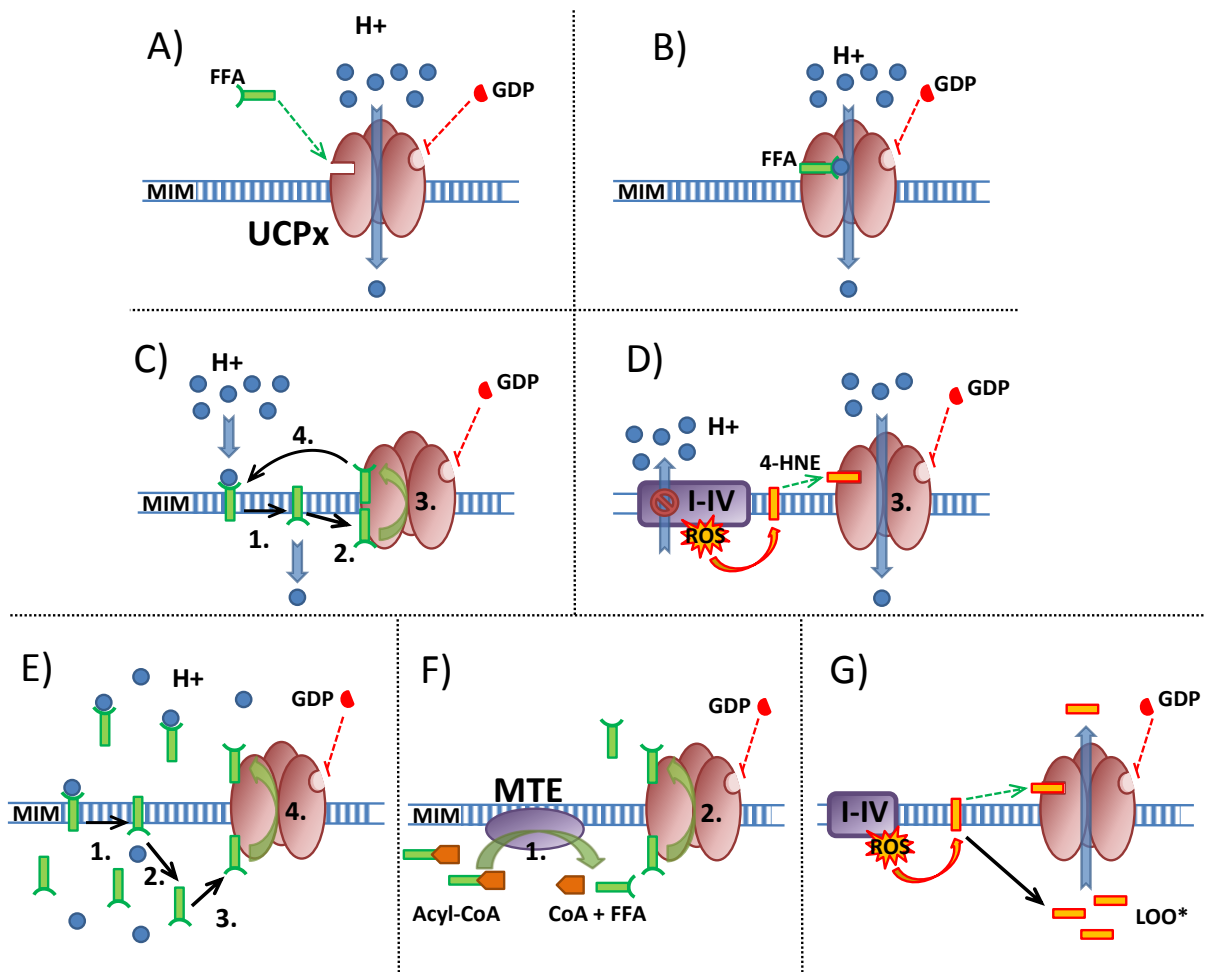 A)
H+
FFA
GDP
MIM
UCPx
B)
H+
GDP
FFA
MIM
C)
H+
GDP
4.
3.
MIM
1.
2.
D)
H+
GDP
4-HNE
MIM
I-IV
3.
ROS
E)
H+
GDP
MIM
4.
1.
2.
3.
F)
GDP
MTE
MIM
2.
1.
Acyl-CoA
CoA + FFA
G)
GDP
MIM
I-IV
ROS
LOO*